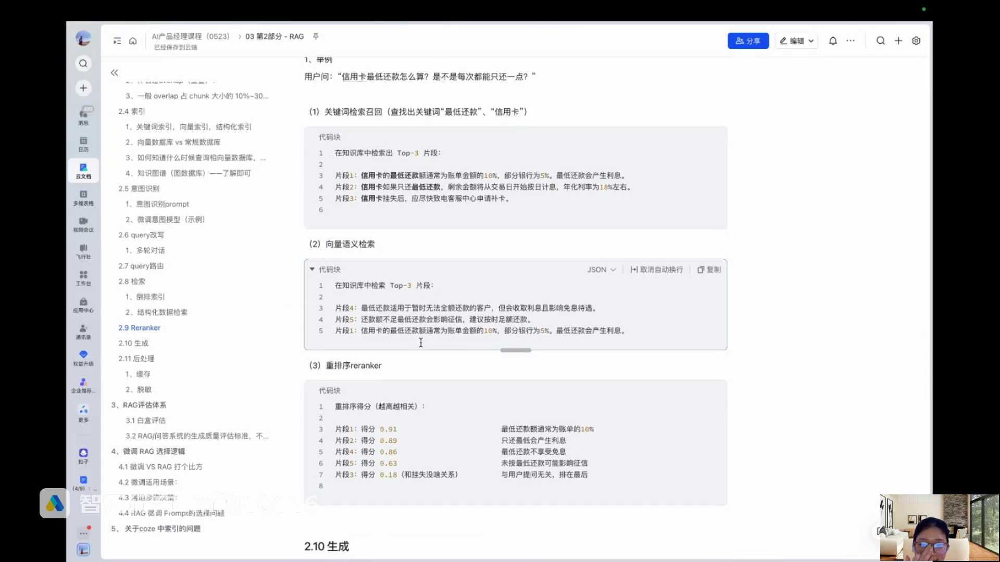 AI产品经理课程（0523） > 03 第2部分 - RAG
已经保存到云端
分享
编辑
499
消息
日历
云文档
多维表格
视频会议
飞行社
工作台
应用中心
通讯录
权益升级
企业推荐...
更多
扣子
(4/9) : ...
3、一般 overlap 占 chunk 大小的 10%~30...
2.4 索引
1、关键词索引，向量索引，结构化索引
2、向量数据库 vs 常规数据库
3、如何知道什么时候查询相向量数据库，...
4、知识图谱（图数据库）——了解即可
2.5 意图识别
1、意图识别prompt
2、微调意图模型（示例）
2.6 query改写
1、多轮对话
2.7 query路由
2.8 检索
1、倒排索引
2、结构化数据检索
2.9 Reranker
2.10 生成
2.11 后处理
1、缓存
2、脱敏
3、RAG评估体系
3.1 白盒评估
3.2 RAG/问答系统的生成质量评估标准，不...
4、微调 RAG 选择逻辑
4.1 微调 VS RAG 打个比方
4.2 微调适用场景：
4.4 RAG 微调 Prompt的选择问题
5、 关于coze 中索引的问题
1、举例
用户问：“信用卡最低还款怎么算？是不是每次都能只还一点？”
（1）关键词检索召回（查找出关键词“最低还款”、“信用卡”）
代码块
1 在知识库中检索出 Top-3 片段：
2
3 片段1：信用卡的最低还款额通常为账单金额的10%，部分银行为5%。最低还款会产生利息。
4 片段2：信用卡如果只还最低还款，剩余金额将从交易日开始按日计息，年化利率为18%左右。
5 片段3：信用卡挂失后，应尽快致电客服中心申请补卡。
6
（2）向量语义检索
代码块 JSON 取消自动换行 复制
1 在知识库中检索 Top-3 片段：
2
3 片段4：最低还款适用于暂时无法全额还款的客户，但会收取利息且影响免息待遇。
4 片段5：还款额不足最低还款会影响征信，建议按时足额还款。
5 片段1：信用卡的最低还款额通常为账单金额的10%，部分银行为5%。最低还款会产生利息。
（3）重排序reranker
代码块
1 重排序得分（越高越相关）：
2
3 片段1：得分 0.91 最低还款额通常为账单的10%
4 片段2：得分 0.89 只还最低会产生利息
5 片段4：得分 0.86 最低还款不享受免息
6 片段5：得分 0.63 未按最低还款可能影响征信
7 片段3：得分 0.18（和挂失没啥关系） 与用户提问无关，排在最后
8
2.10 生成